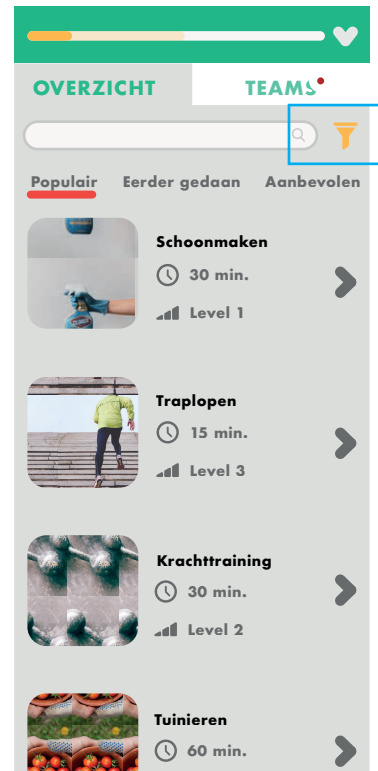 OVERZICHT TEAMS
Populair Eerder gedaan Aanbevolen
Schoonmaken
30 min.
Level 1
Traplopen
15 min.
Level 3
Krachttraining
30 min.
Level 2
Tuinieren
60 min.